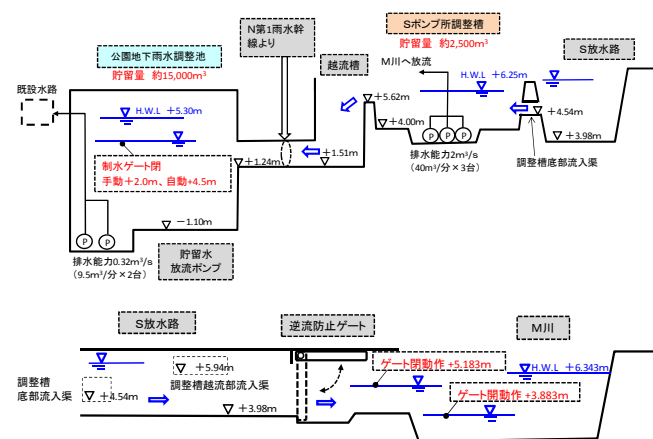 公園地下雨水調整池
貯留量 約15,000m³
N第1雨水幹
線より
越流槽
Sポンプ所調整槽
貯留量 約2,500m³
M川へ放流
S放水路
既設水路
H.W.L +5.30m
H.W.L +6.25m
+5.62m
+4.00m
+4.54m
+3.98m
制水ゲート閉
手動+2.0m、自動+4.5m
+1.24m
+1.51m
P P P
排水能力2m³/s
(40m³/分×3台)
調整槽
底部流入渠
-1.10m
P P
排水能力0.32m³/s
(9.5m³/分×2台)
貯留水
放流ポンプ
S放水路
逆流防止ゲート
M川
+5.94m
調整槽越流部流入渠
ゲート閉動作 +5.183m
H.W.L +6.343m
調整槽
底部流入渠
+4.54m
+3.98m
ゲート開動作 +3.883m